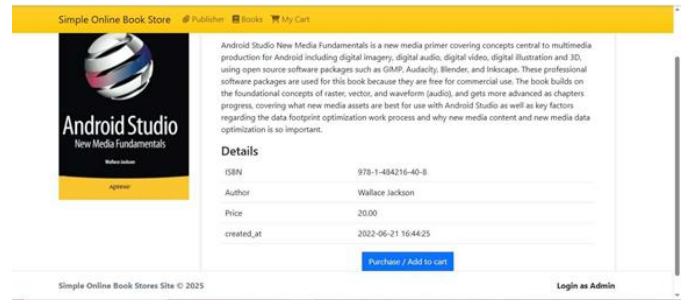 Simple Online Book Store Publisher Books My Cart
Android Studio
New Media Fundamentals
Wallace Jackson
Apress®
Android Studio New Media Fundamentals is a new media primer covering concepts central to multimedia
production for Android including digital imagery, digital audio, digital video, digital illustration and 3D,
using open source software packages such as GIMP, Audacity, Blender, and Inkscape. These professional
software packages are used for this book because they are free for commercial use. The book builds on
the foundational concepts of raster, vector, and waveform (audio), and gets more advanced as chapters
progress, covering what new media assets are best for use with Android Studio as well as key factors
regarding the data footprint optimization work process and why new media content and new media data
optimization is so important.
Details
ISBN 978-1-484216-40-8
Author Wallace Jackson
Price 20.00
created_at 2022-06-21 16:44:25
Purchase / Add to cart
Simple Online Book Stores Site © 2025 Login as Admin